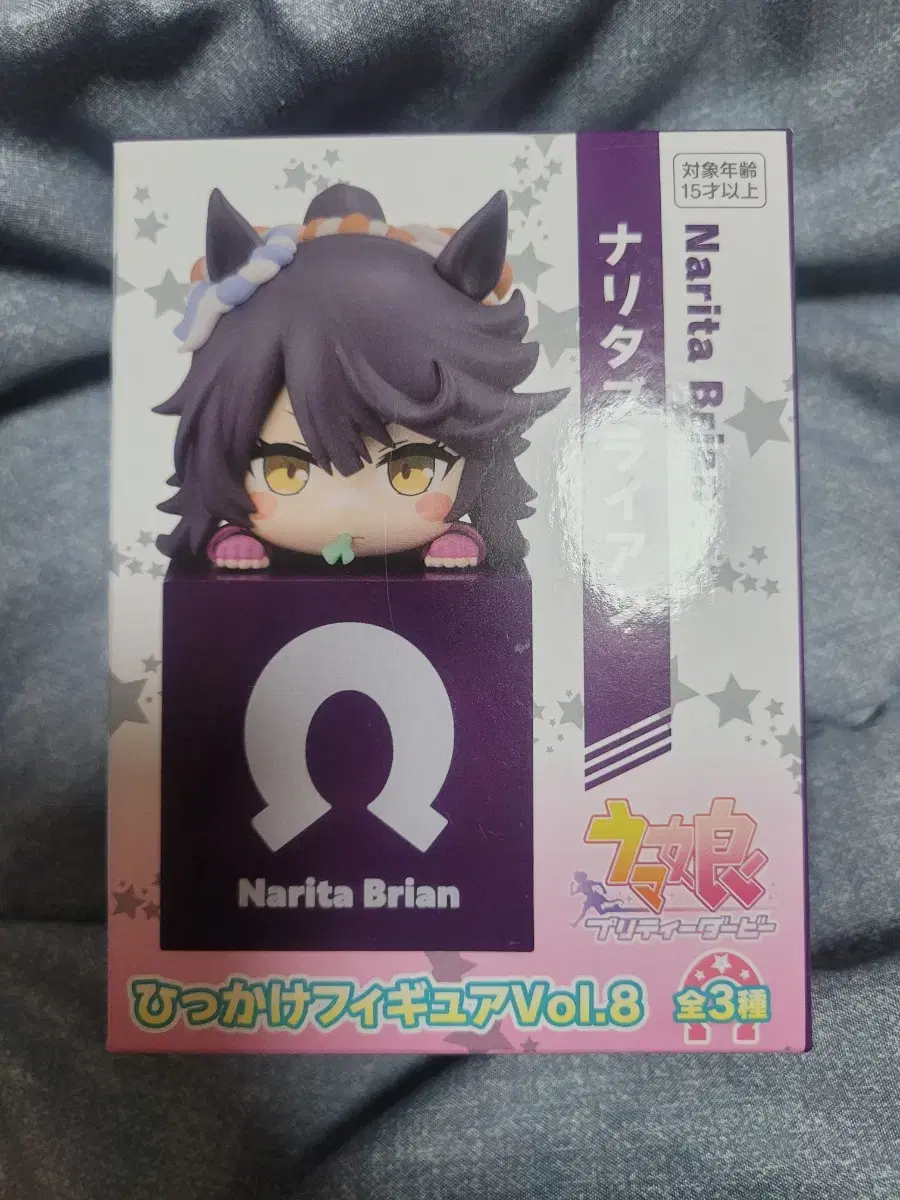 対象年齢
15才以上
Narita
ナリタブライア
Narita Brian
ウマ娘
プリティーダービー
ひっかけフィギュアVol.8
全3種